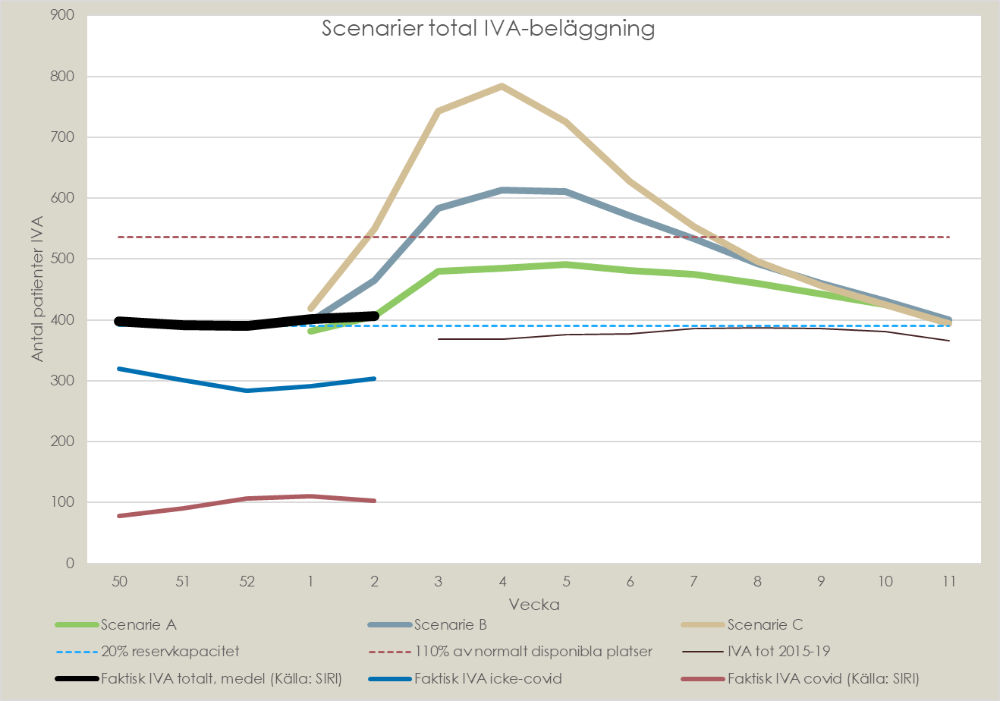 Scenarier total IVA-beläggning
900
800
700
600
500
400
300
200
100
0
Antal patienter IVA
50 51 52 1 2 3 4 5 6 7 8 9 10 11
Vecka
Scenarie A Scenarie B Scenarie C
20% reservkapacitet 110% av normalt disponibla platser IVA tot 2015-19
Faktisk IVA totalt, medel (Källa: SIRI) Faktisk IVA icke-covid Faktisk IVA covid (Källa: SIRI)